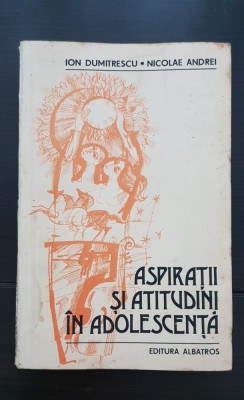 ION DUMITRESCU • NICOLAE ANDREI
ASPIRAȚII
ȘI ATITUDINI
ÎN ADOLESCENȚĂ
EDITURA ALBATROS